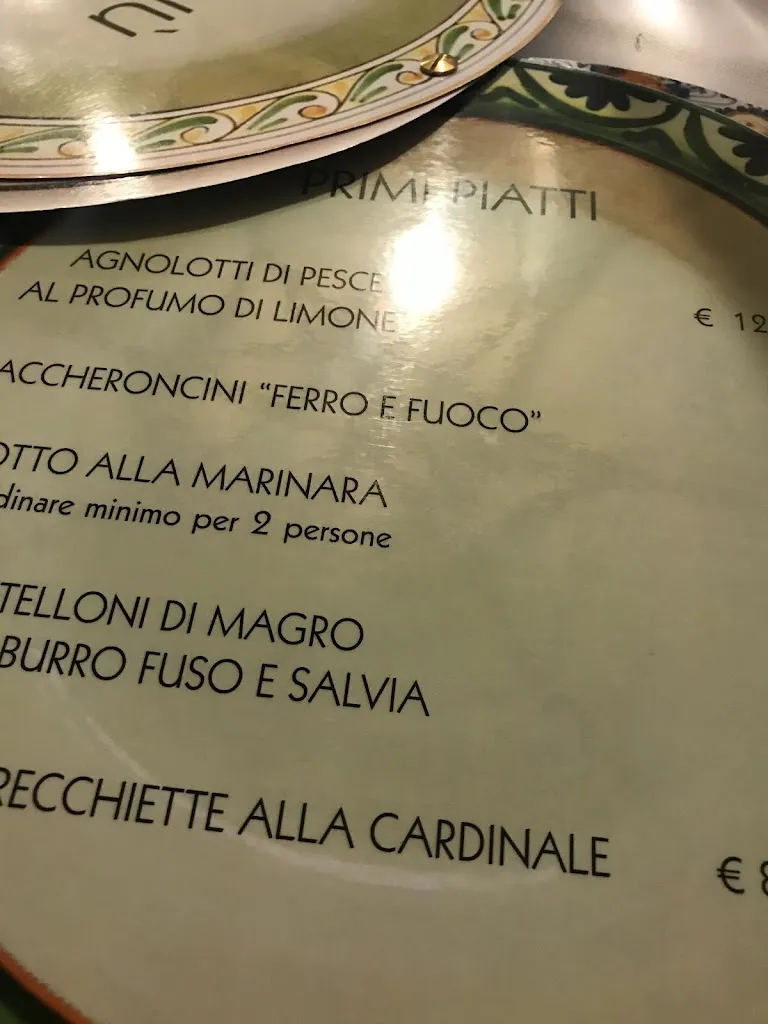 PRIMI PIATTI
AGNOLOTTI DI PESCE
AL PROFUMO DI LIMONE € 12
ACCHERONCINI “FERRO E FUOCO”
OTTO ALLA MARINARA
dinare minimo per 2 persone
TELLONI DI MAGRO
BURRO FUSO E SALVIA
RECCHIETTE ALLA CARDINALE € 8